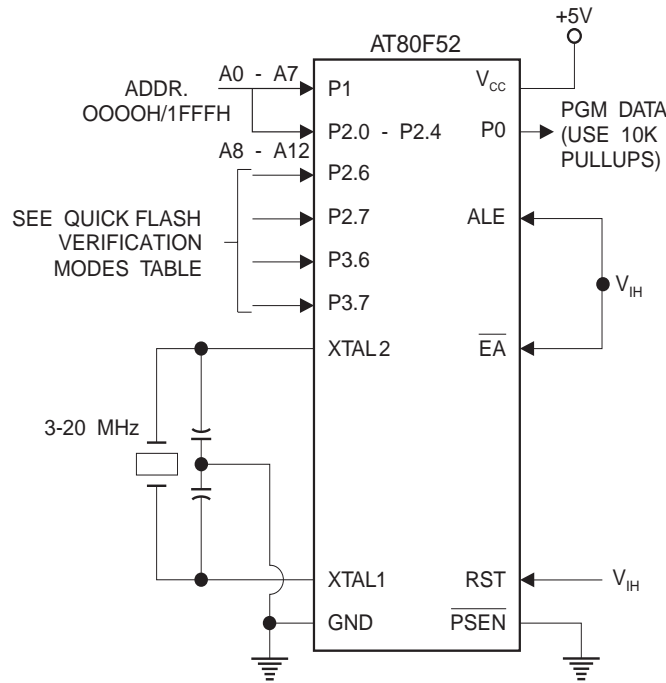 +5V
AT80F52
A0 - A7
ADDR.
OOOOH/1FFFH
P1
VCC
PGM DATA
(USE 10K
PULLUPS)
P2.0 - P2.4
P0
A8 - A12
P2.6
SEE QUICK FLASH
VERIFICATION
MODES TABLE
P2.7
ALE
P3.6
VIH
P3.7
XTAL2
EA
3-20 MHz
XTAL1
RST
VIH
GND
PSEN